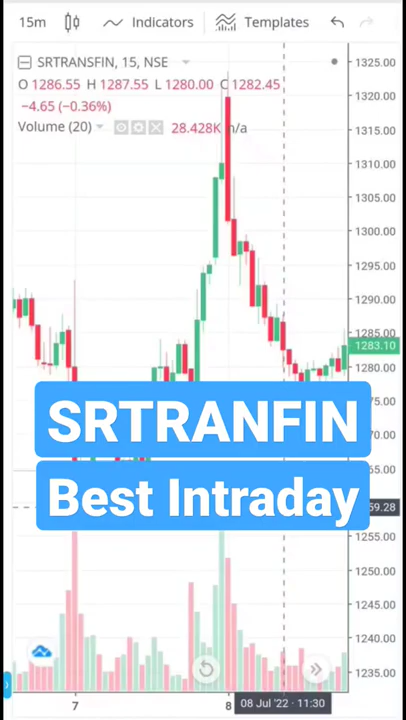 15m Indicators Templates
SRTRANSFIN, 15, NSE
O 1286.55 H 1287.55 L 1280.00 C 1282.45
−4.65 (−0.36%)
Volume (20) 28.428K n/a
1325.00
1320.00
1315.00
1310.00
1305.00
1300.00
1295.00
1290.00
1285.00
1283.10
1280.00
SRTRANFIN
Best Intraday
1255.00
1250.00
1245.00
1240.00
1235.00
7 8 08 Jul '22 · 11:30